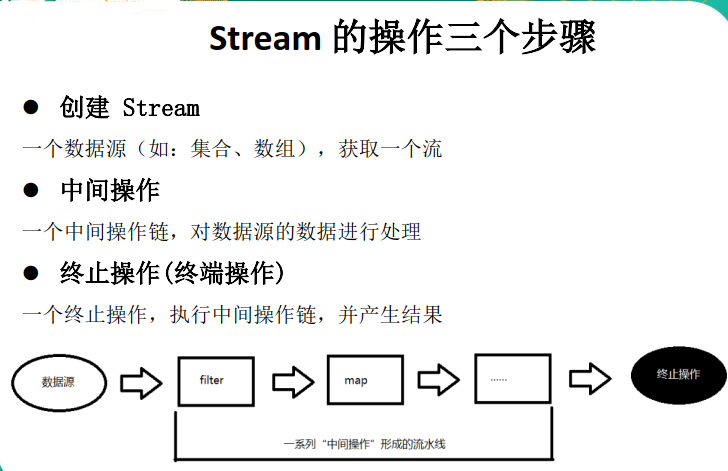 Stream 的操作三个步骤
● 创建 Stream
一个数据源（如：集合、数组），获取一个流
● 中间操作
一个中间操作链，对数据源的数据进行处理
● 终止操作(终端操作)
一个终止操作，执行中间操作链，并产生结果
数据源
filter
map
······
终止操作
一系列“中间操作”形成的流水线